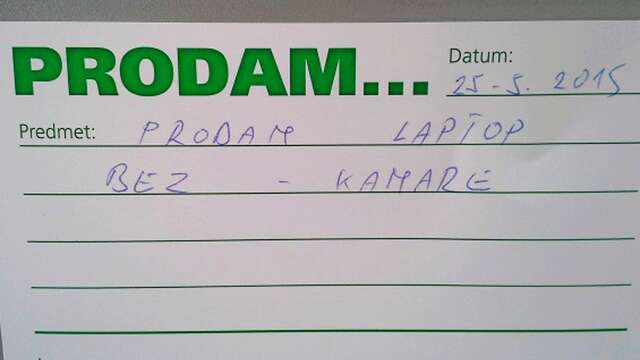 PRODAM... Datum: 25-5. 2015
Predmet: PRODAM LAPTOP
BEZ - KAMARE